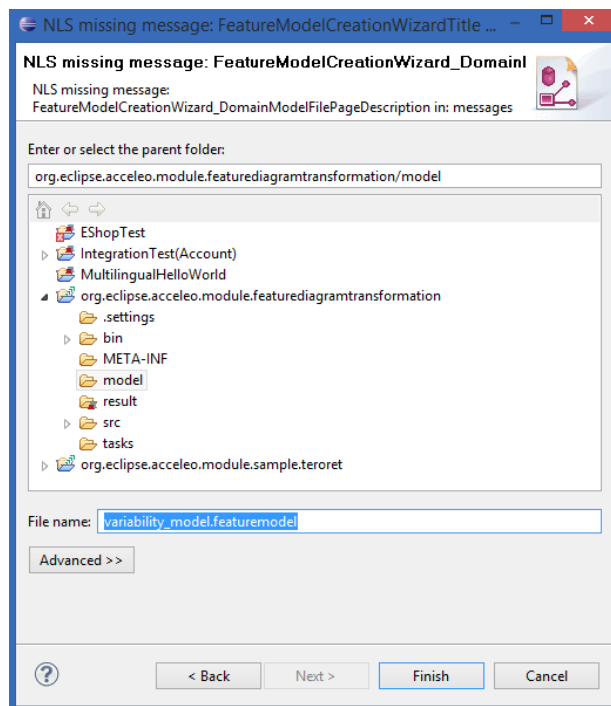 NLS missing message: FeatureModelCreationWizardTitle ...
NLS missing message: FeatureModelCreationWizard_DomainI
NLS missing message:
FeatureModelCreationWizard_DomainModelFilePageDescription in: messages
Enter or select the parent folder:
org.eclipse.acceleo.module.featurediagramtransformation/model
EShopTest
IntegrationTest(Account)
MultilingualHelloWorld
org.eclipse.acceleo.module.featurediagramtransformation
.settings
bin
META-INF
model
result
src
tasks
org.eclipse.acceleo.module.sample.teroret
File name: variability_model.featuremodel
Advanced >>
< Back Next > Finish Cancel